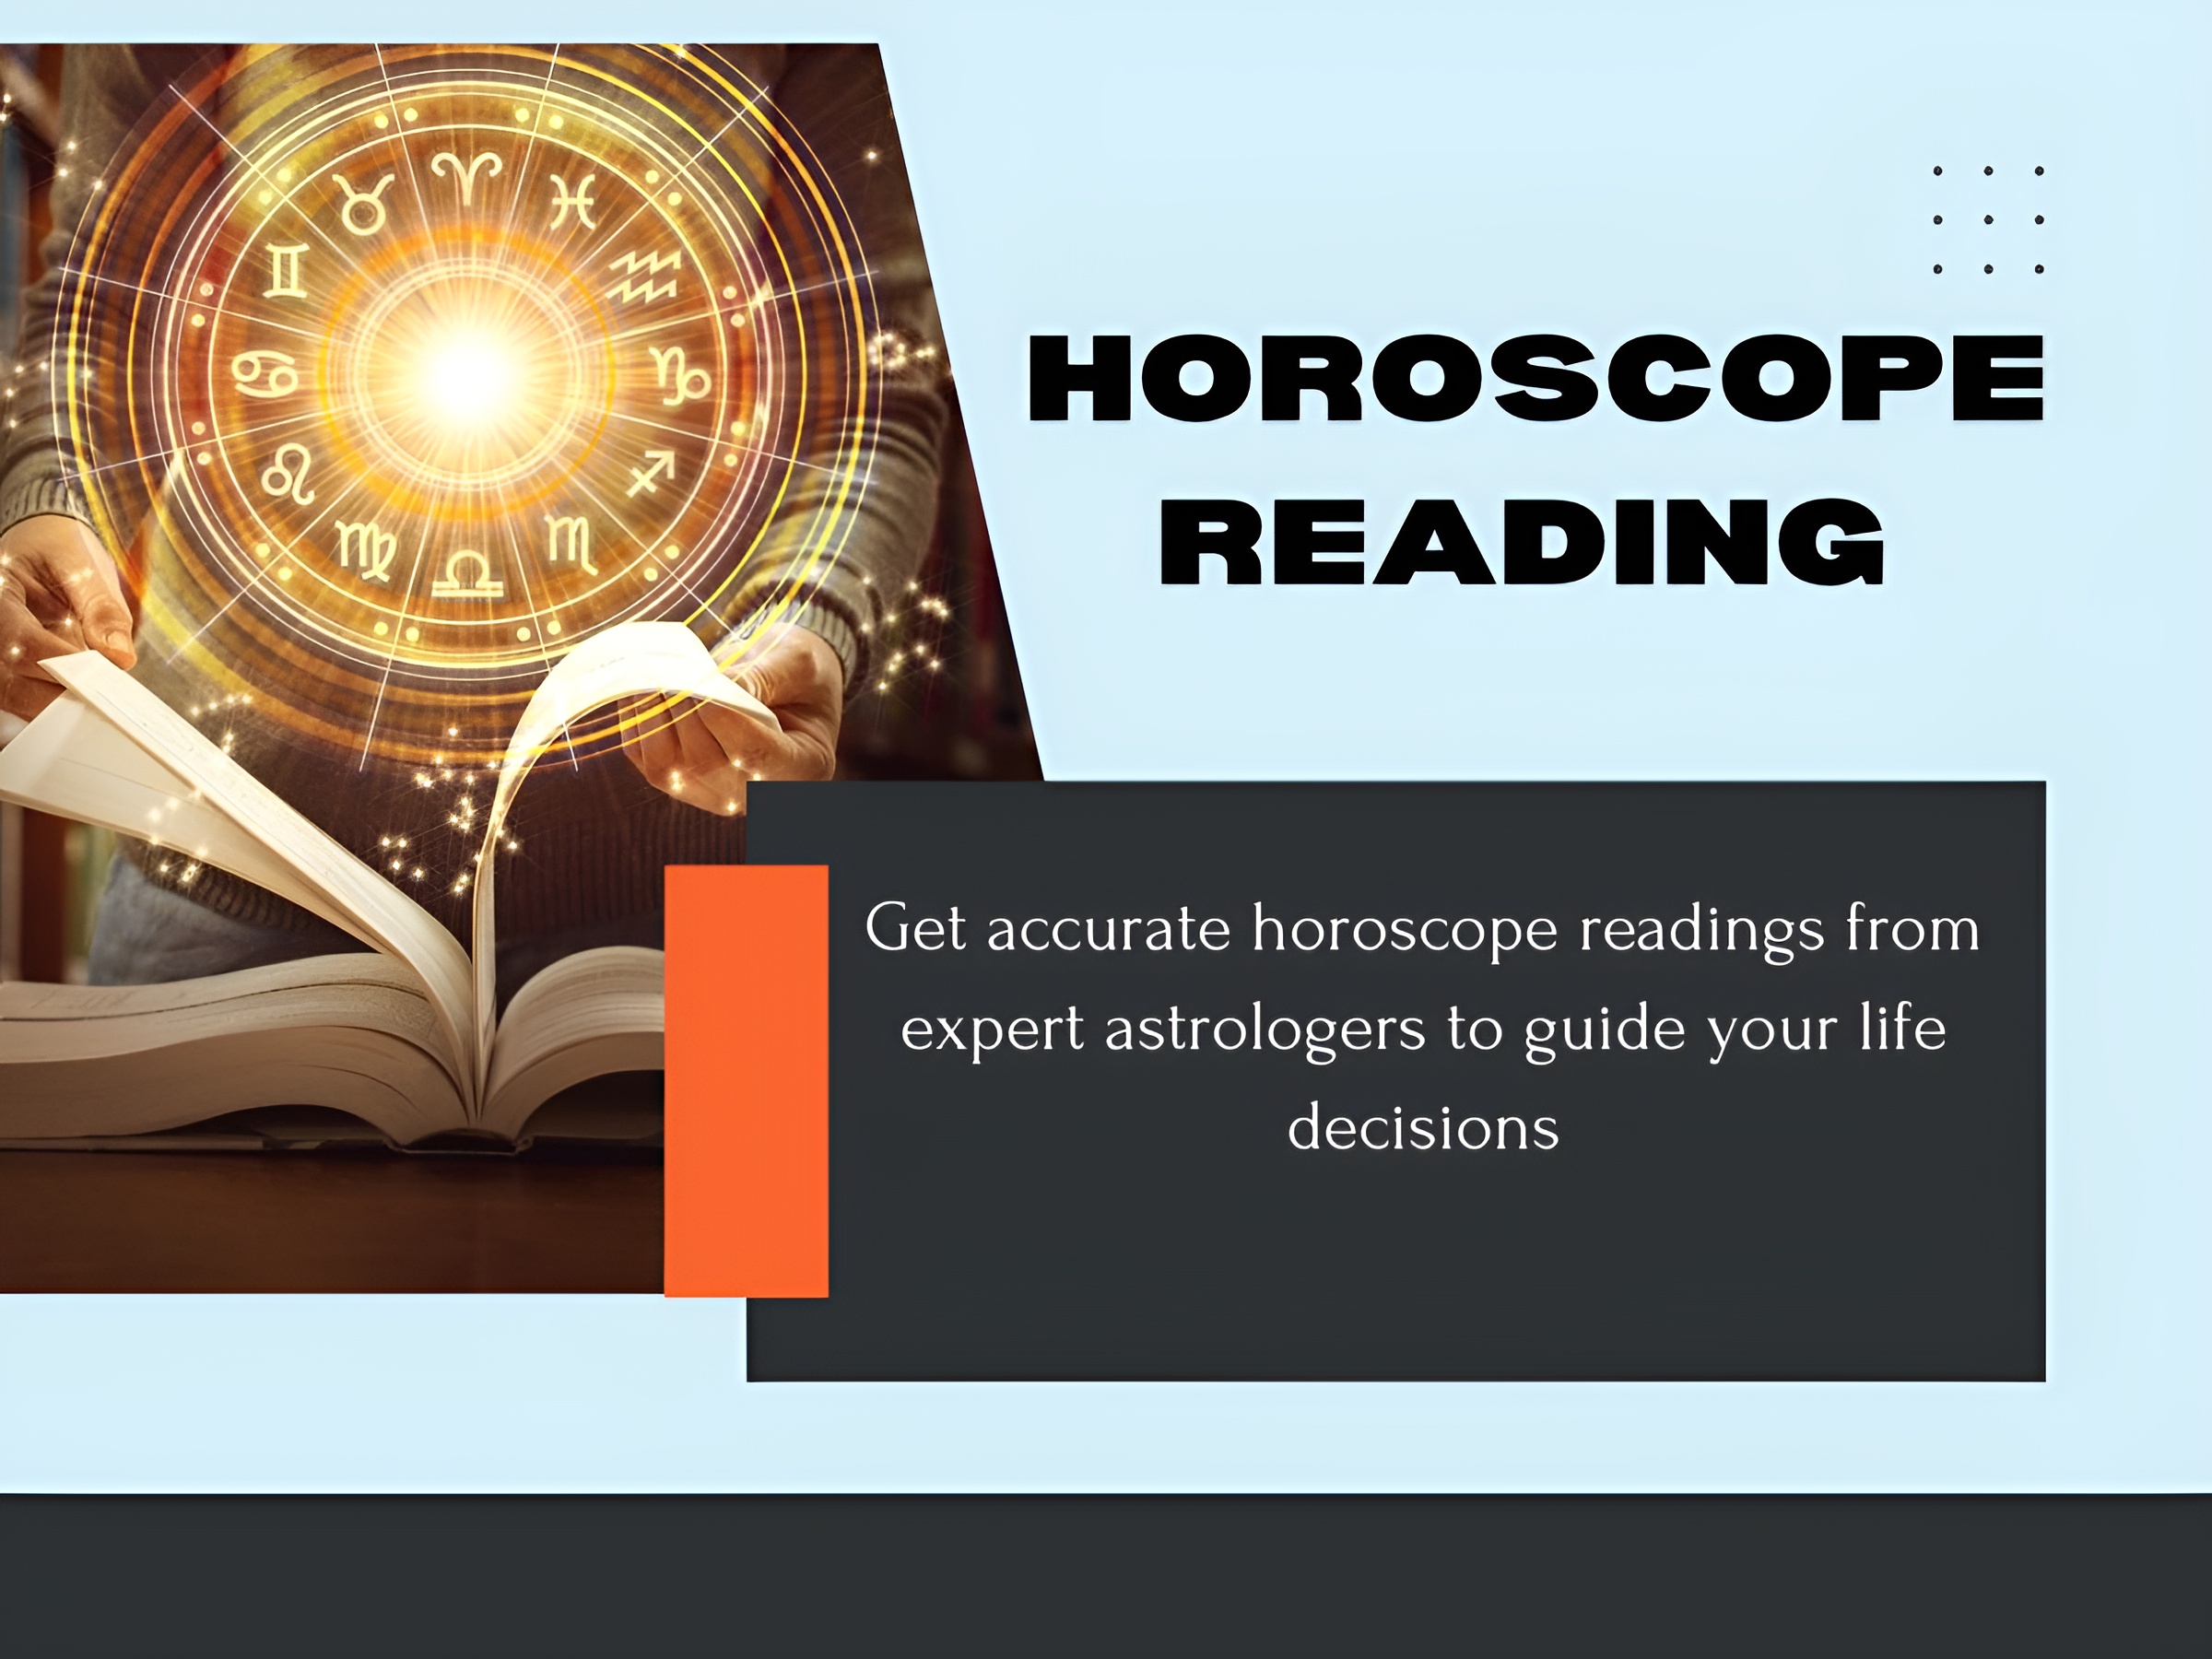 HOROSCOPE
READING
Get accurate horoscope readings from
expert astrologers to guide your life
decisions